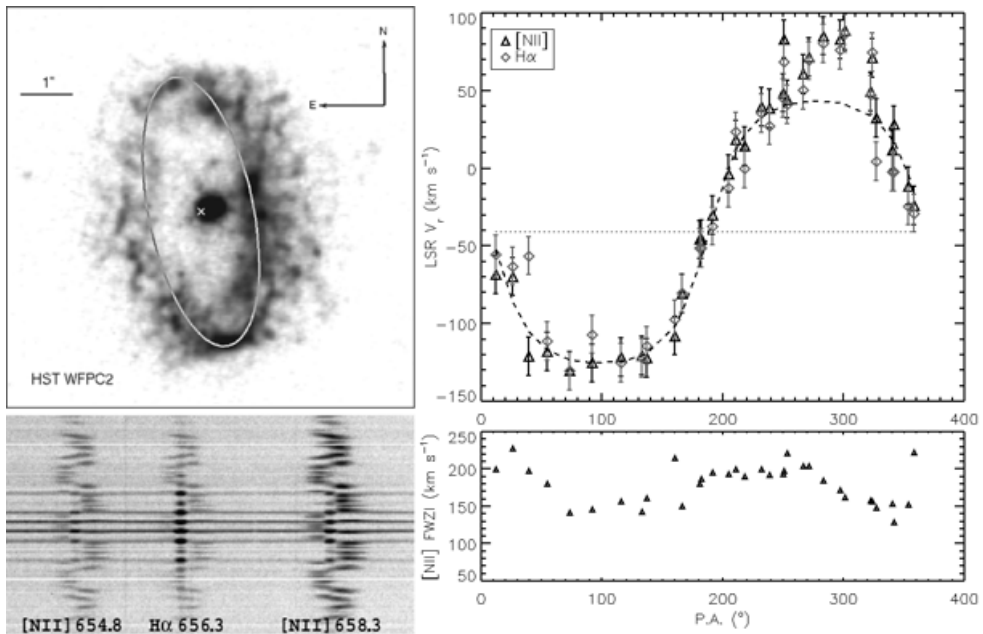 1"
N
E
HST WFPC2
[NII] 654.8 Hα 656.3 [NII] 658.3
[NII]
Hα
LSR Vr (km s⁻¹)
100
50
0
−50
−100
−150
0 100 200 300 400
[NII] FWZI (km s⁻¹)
250
200
150
100
50
0 100 200 300 400
P.A. (°)